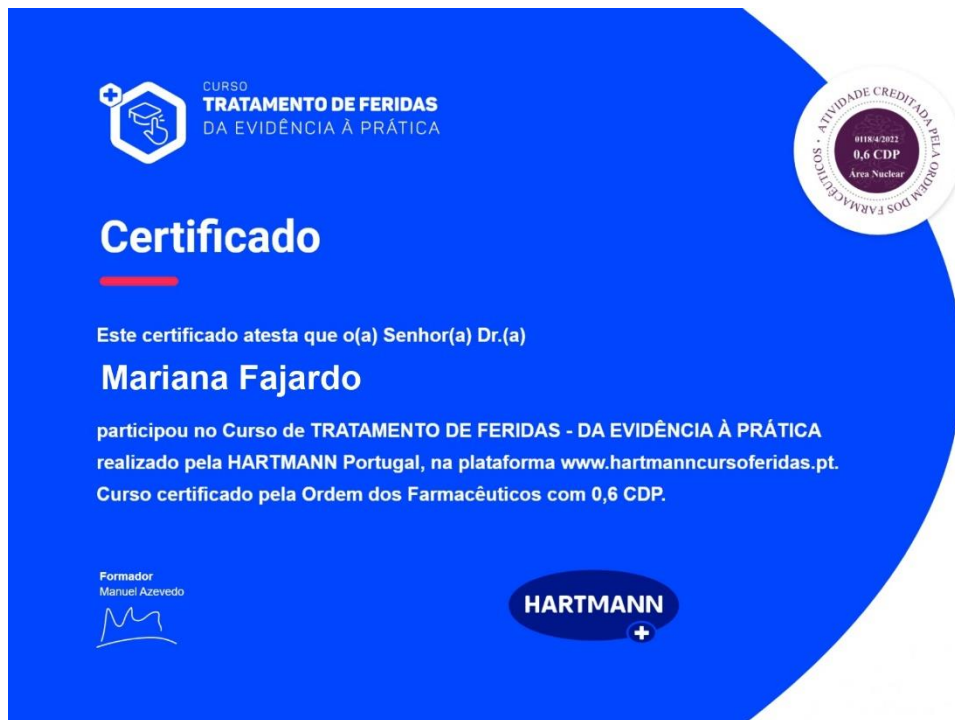 CURSO
TRATAMENTO DE FERIDAS
DA EVIDÊNCIA À PRÁTICA
ATIVIDADE CREDITADA PELA ORDEM DOS FARMACÊUTICOS •
0118/4/2022
0,6 CDP
Área Nuclear
Certificado
Este certificado atesta que o(a) Senhor(a) Dr.(a)
Mariana Fajardo
participou no Curso de TRATAMENTO DE FERIDAS - DA EVIDÊNCIA À PRÁTICA
realizado pela HARTMANN Portugal, na plataforma www.hartmanncursoferidas.pt.
Curso certificado pela Ordem dos Farmacêuticos com 0,6 CDP.
Formador
Manuel Azevedo
HARTMANN